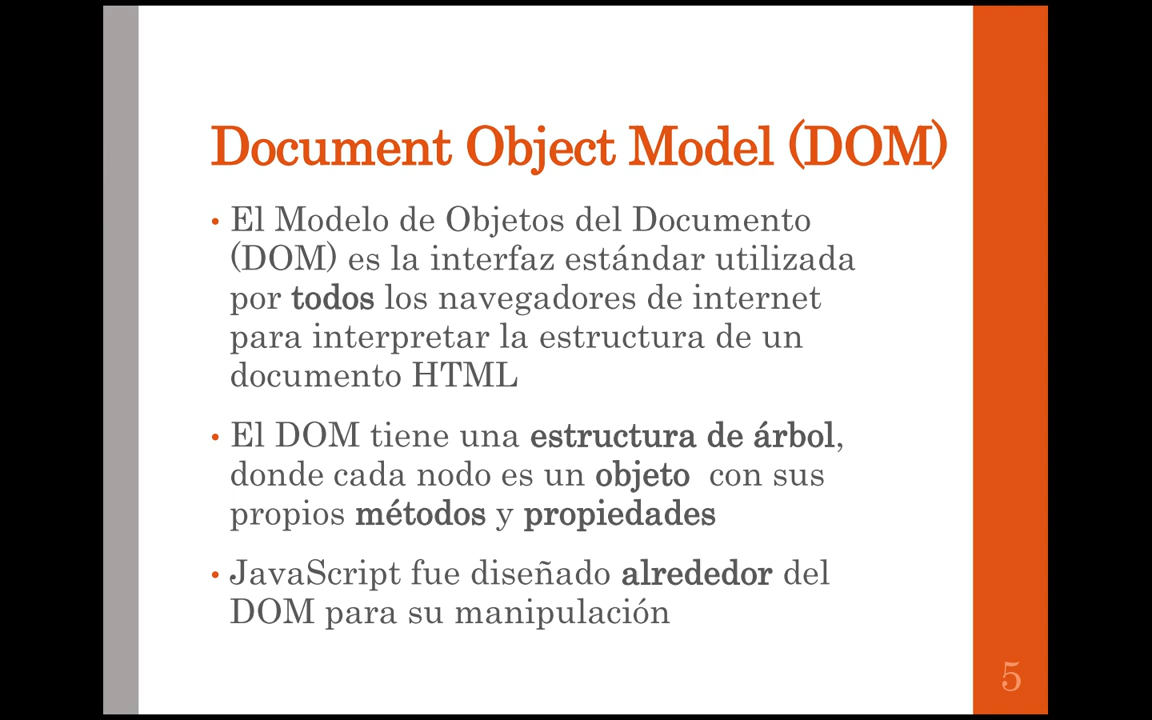 Document Object Model (DOM)
• El Modelo de Objetos del Documento
(DOM) es la interfaz estándar utilizada
por todos los navegadores de internet
para interpretar la estructura de un
documento HTML
• El DOM tiene una estructura de árbol,
donde cada nodo es un objeto con sus
propios métodos y propiedades
• JavaScript fue diseñado alrededor del
DOM para su manipulación
5